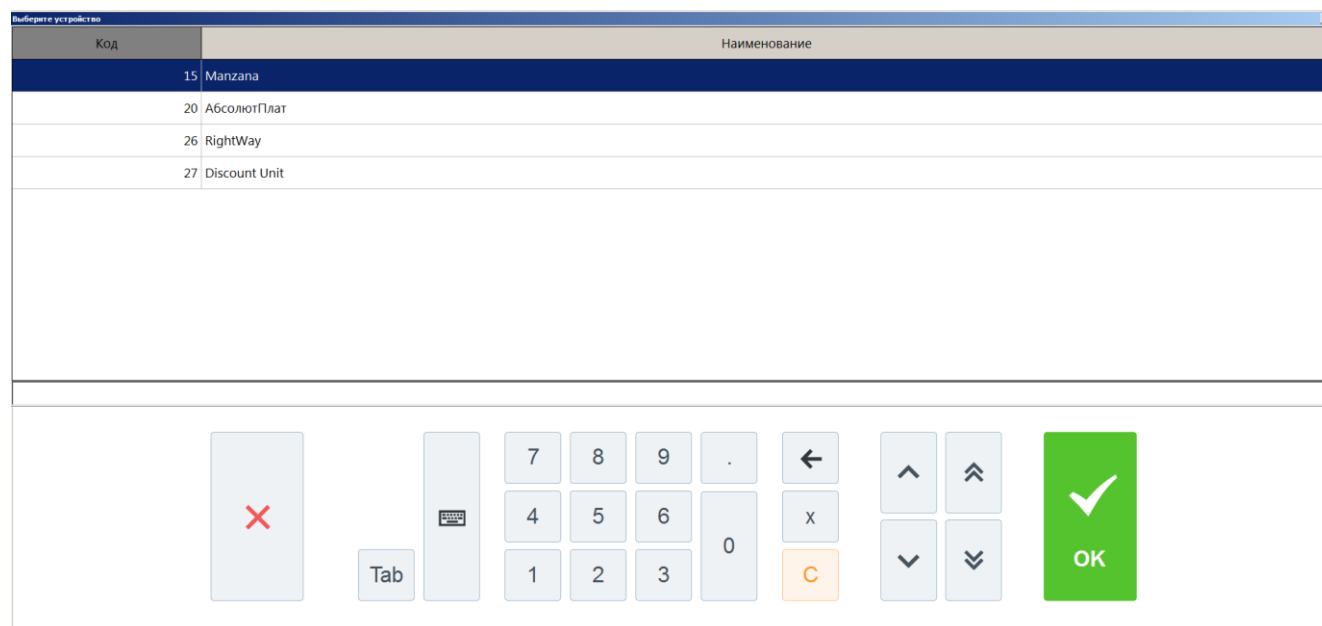 Выберите устройство
Код Наименование
15 Manzana
20 АбсолютПлат
26 RightWay
27 Discount Unit
7 8 9 .
4 5 6 x
0
Tab 1 2 3 C
OK